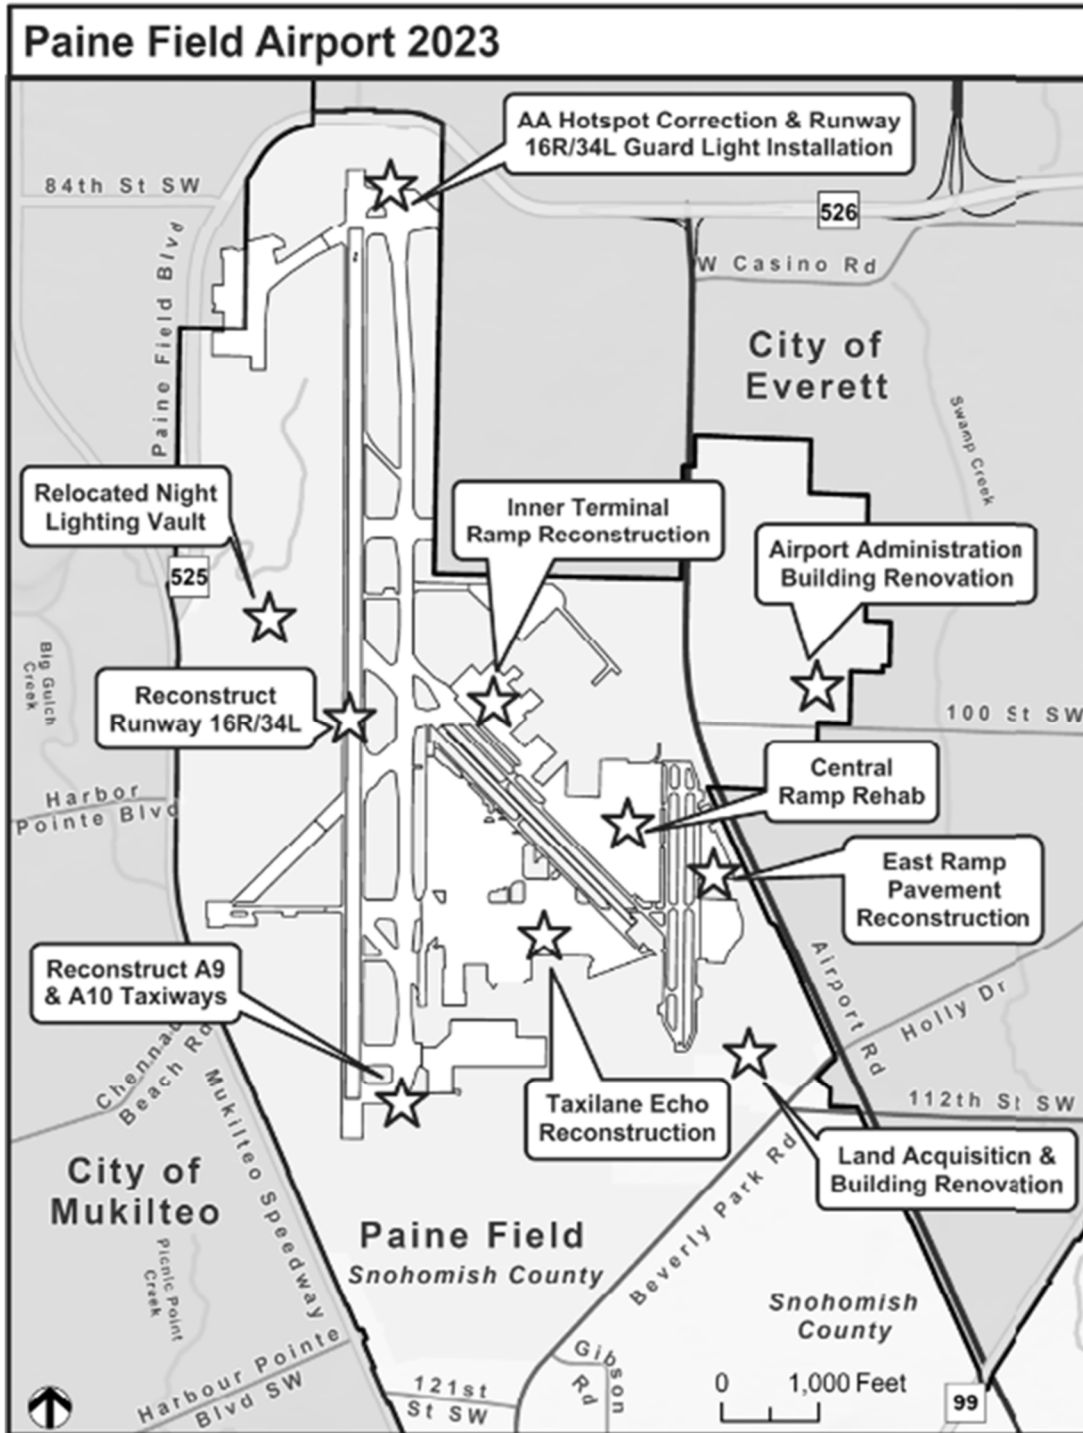 Paine Field Airport 2023
AA Hotspot Correction & Runway
16R/34L Guard Light Installation
84th St SW
526
Paine Field Blvd
W Casino Rd
City of
Everett
Swamp Creek
Relocated Night
Lighting Vault
Inner Terminal
Ramp Reconstruction
Airport Administration
Building Renovation
525
Big Gulch
Creek
Reconstruct
Runway 16R/34L
100 St SW
Harbor
Pointe Blvd
Central
Ramp Rehab
East Ramp
Pavement
Reconstruction
Reconstruct A9
& A10 Taxiways
Airport Rd
Holly Dr
Beach Rd
112th St SW
Taxilane Echo
Reconstruction
Land Acquisition &
Building Renovation
City of
Mukilteo
Mukilteo Speedway
Beverly Park Rd
Paine Field
Snohomish County
Picnic Point
Creek
Snohomish
County
Harbour Pointe
Blvd SW
121st
St SW
Gibson
Rd
0 1,000 Feet
99